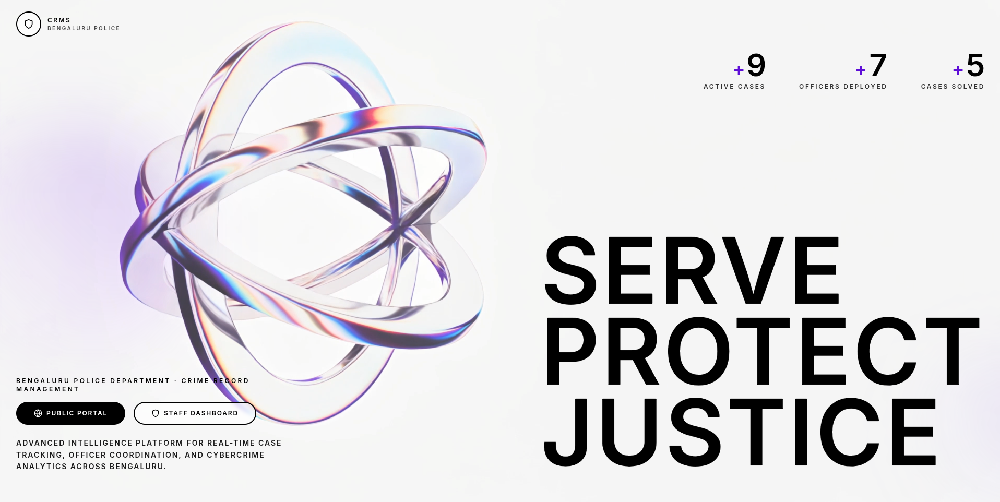 CRMS
BENGALURU POLICE
+9
ACTIVE CASES
+7
OFFICERS DEPLOYED
+5
CASES SOLVED
SERVE
PROTECT
JUSTICE
BENGALURU POLICE DEPARTMENT · CRIME RECORD
MANAGEMENT
PUBLIC PORTAL
STAFF DASHBOARD
ADVANCED INTELLIGENCE PLATFORM FOR REAL-TIME CASE
TRACKING, OFFICER COORDINATION, AND CYBERCRIME
ANALYTICS ACROSS BENGALURU.